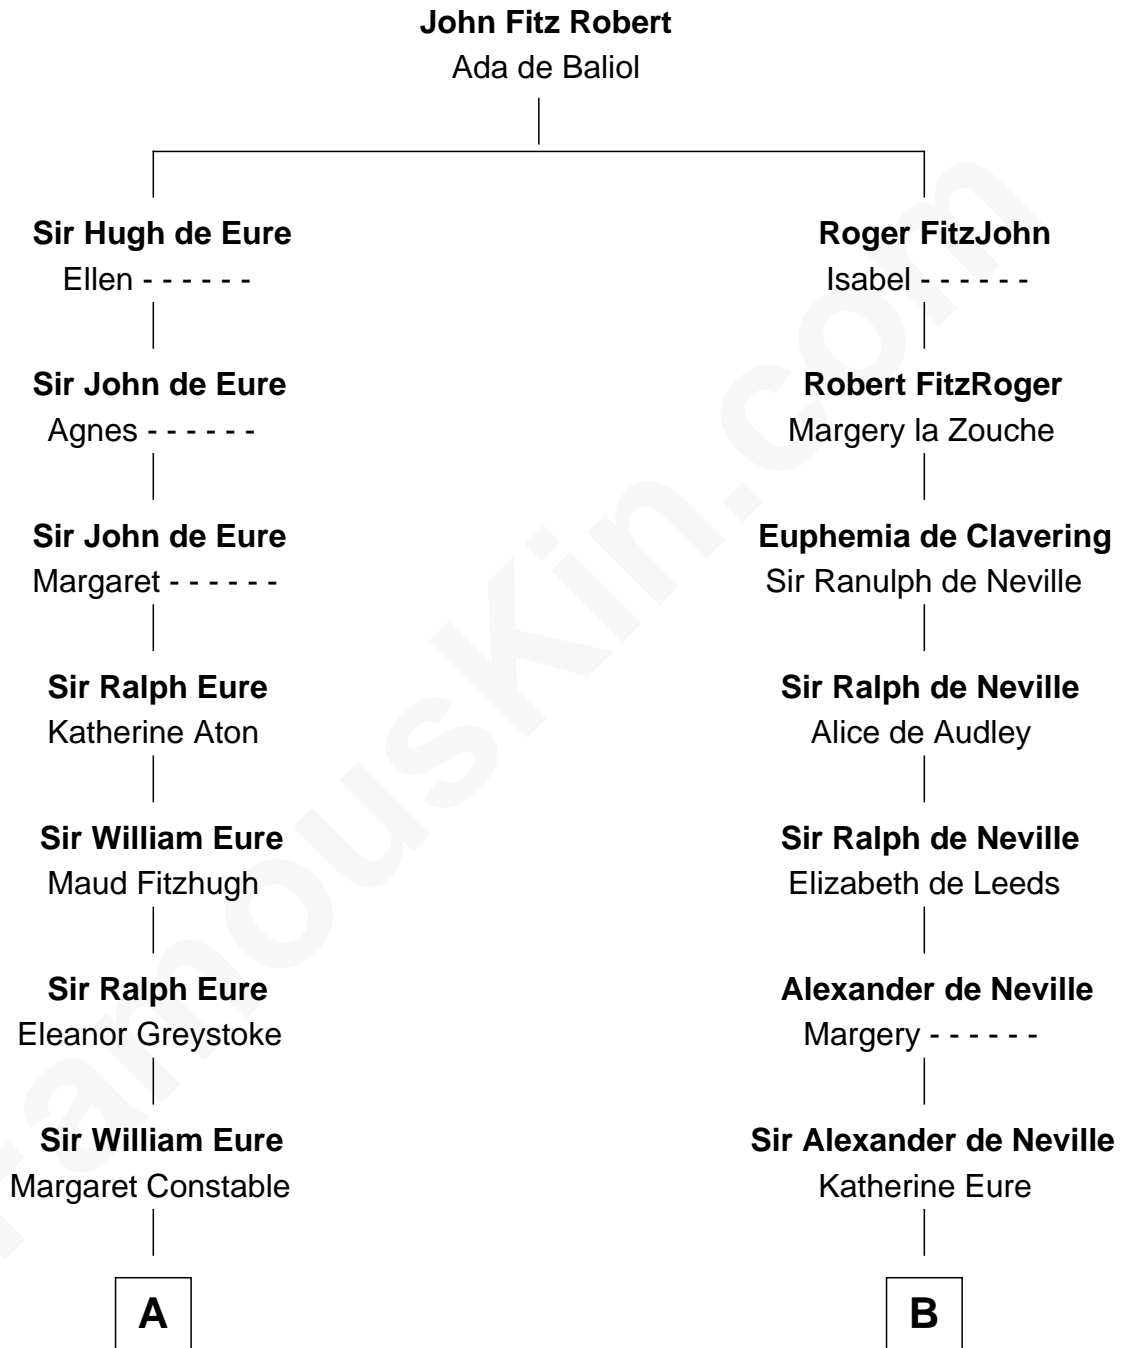 John Fitz Robert
Ada de Baliol
Sir Hugh de Eure
Ellen - - - - - -
Roger FitzJohn
Isabel - - - - - -
Sir John de Eure
Agnes - - - - - -
Robert FitzRoger
Margery la Zouche
Sir John de Eure
Margaret - - - - - -
Euphemia de Clavering
Sir Ranulph de Neville
Sir Ralph Eure
Katherine Aton
Sir Ralph de Neville
Alice de Audley
Sir William Eure
Maud Fitzhugh
Sir Ralph de Neville
Elizabeth de Leeds
Sir Ralph Eure
Eleanor Greystoke
Alexander de Neville
Margery - - - - - -
Sir William Eure
Margaret Constable
Sir Alexander de Neville
Katherine Eure
A
B
FamousKin.com